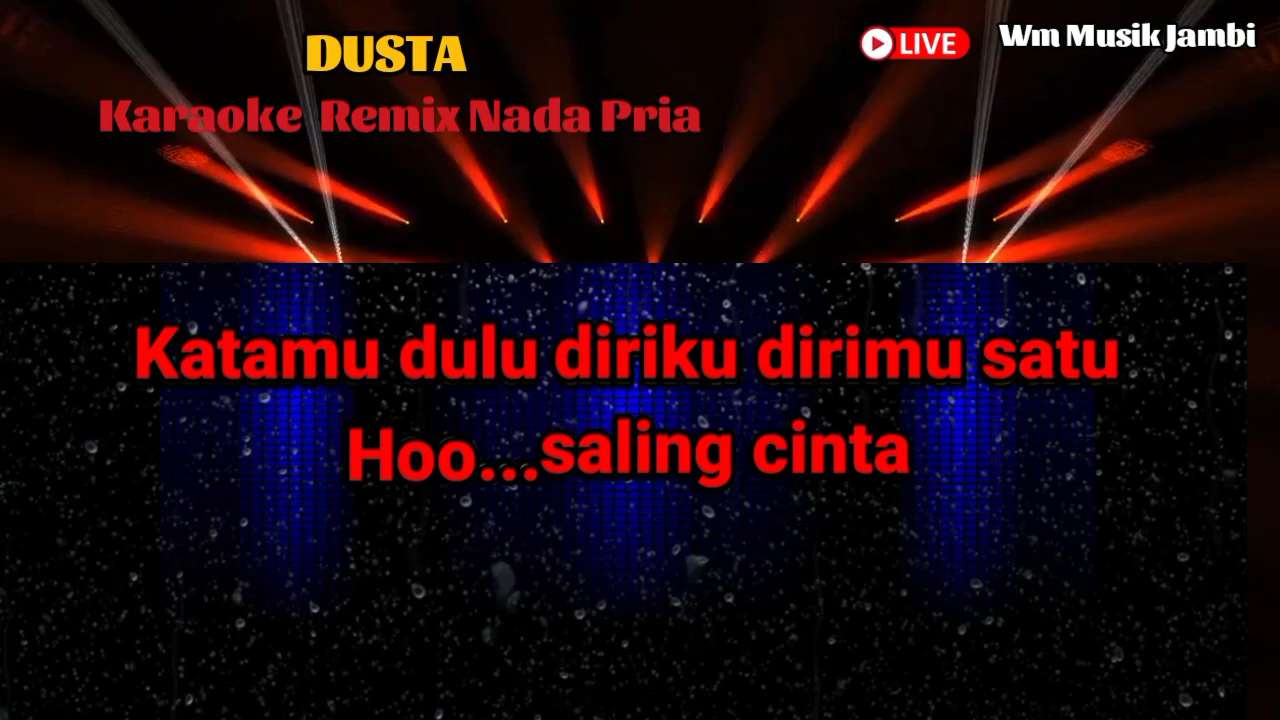 DUSTA
LIVE
Wm Musik Jambi
Karaoke Remix Nada Pria
Katamu dulu diriku dirimu satu
Hoo...saling cinta